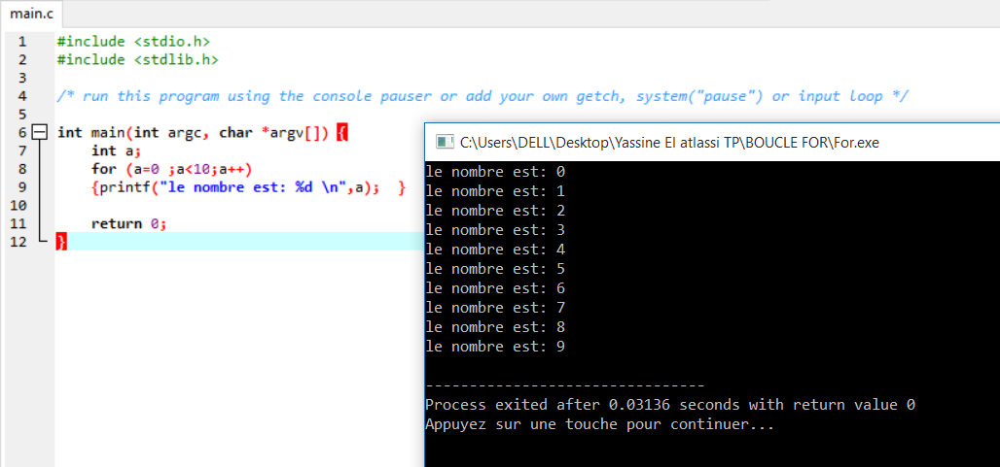 main.c
1 #include <stdio.h>
2 #include <stdlib.h>
3
4 /* run this program using the console pauser or add your own getch, system("pause") or input loop */
5
6 int main(int argc, char *argv[]) {
7 int a;
8 for (a=0 ;a<10;a++)
9 {printf("le nombre est: %d \n",a);  }
10
11 return 0;
12 }
C:\Users\DELL\Desktop\Yassine El atlassi TP\BOUCLE FOR\For.exe
le nombre est: 0
le nombre est: 1
le nombre est: 2
le nombre est: 3
le nombre est: 4
le nombre est: 5
le nombre est: 6
le nombre est: 7
le nombre est: 8
le nombre est: 9
--------------------------------
Process exited after 0.03136 seconds with return value 0
Appuyez sur une touche pour continuer...